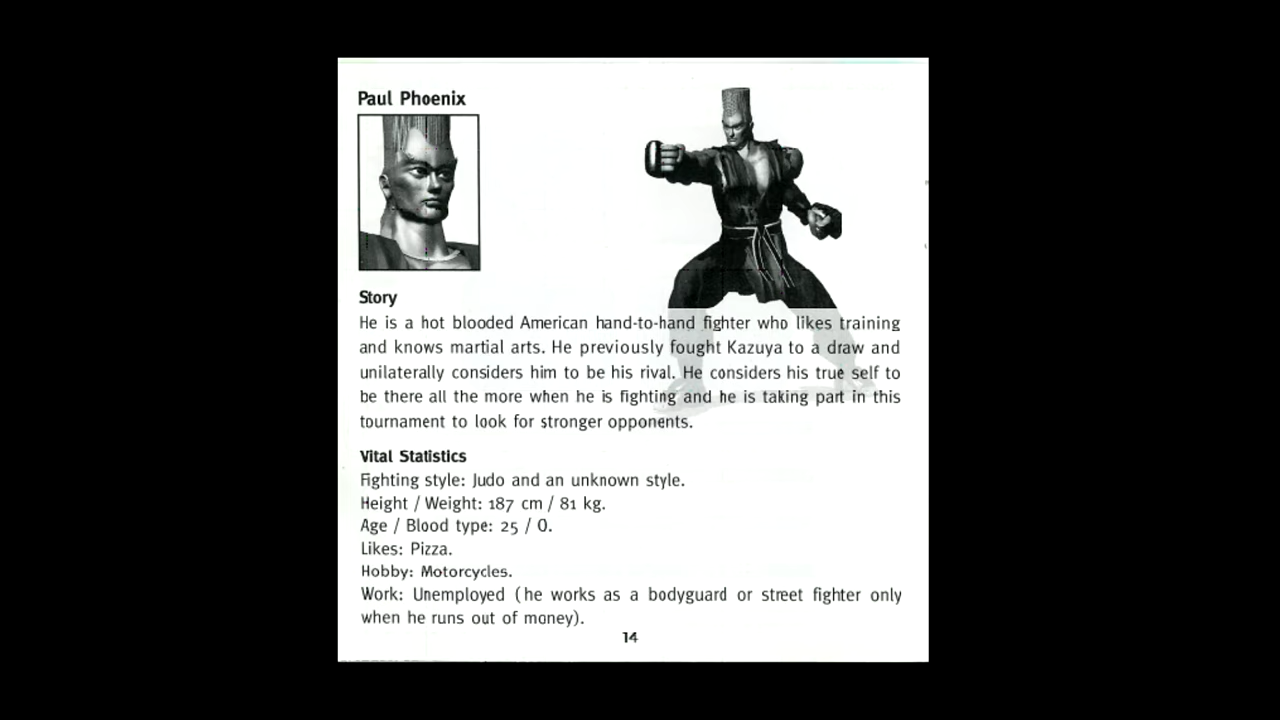 Paul Phoenix
Story
He is a hot blooded American hand-to-hand fighter who likes training
and knows martial arts. He previously fought Kazuya to a draw and
unilaterally considers him to be his rival. He considers his true self to
be there all the more when he is fighting and he is taking part in this
tournament to look for stronger opponents.
Vital Statistics
Fighting style: Judo and an unknown style.
Height / Weight: 187 cm / 81 kg.
Age / Blood type: 25 / O.
Likes: Pizza.
Hobby: Motorcycles.
Work: Unemployed (he works as a bodyguard or street fighter only
when he runs out of money).
14